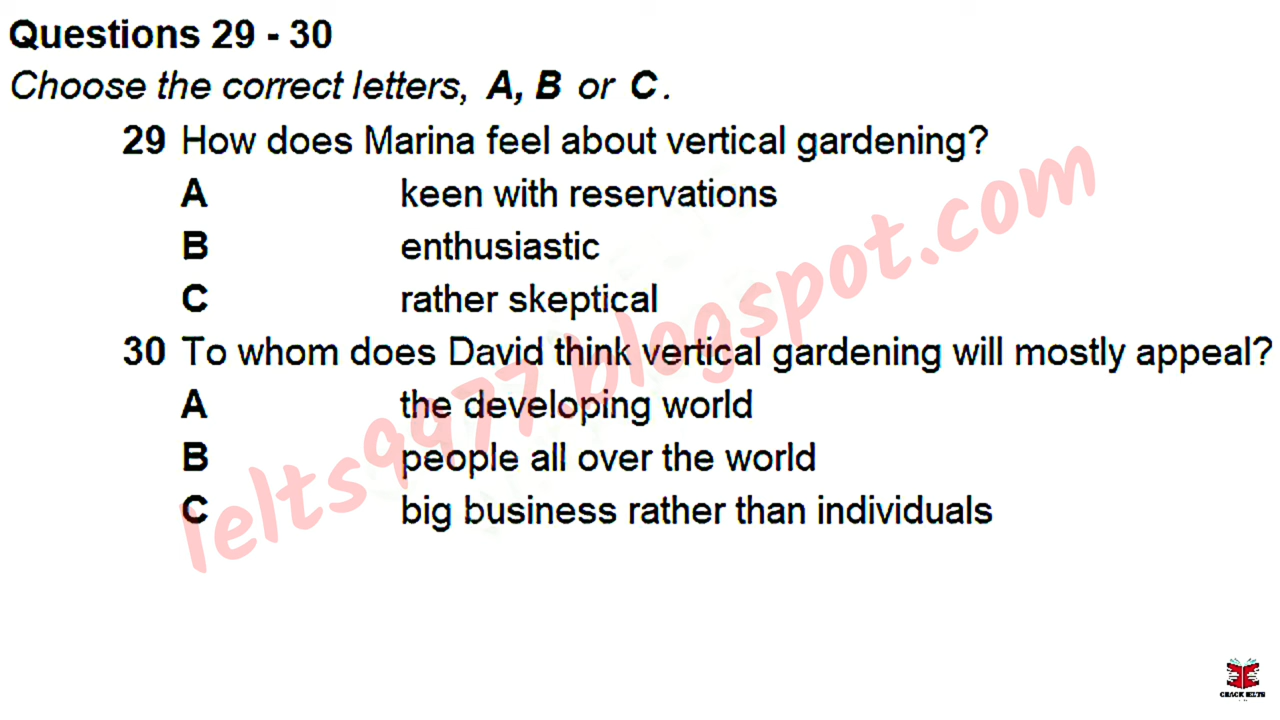 Questions 29 - 30
Choose the correct letters, A, B or C.
29 How does Marina feel about vertical gardening?
A keen with reservations
B enthusiastic
C rather skeptical
30 To whom does David think vertical gardening will mostly appeal?
A the developing world
B people all over the world
C big business rather than individuals
ielts9977.blogspot.com
CRACK IELTS